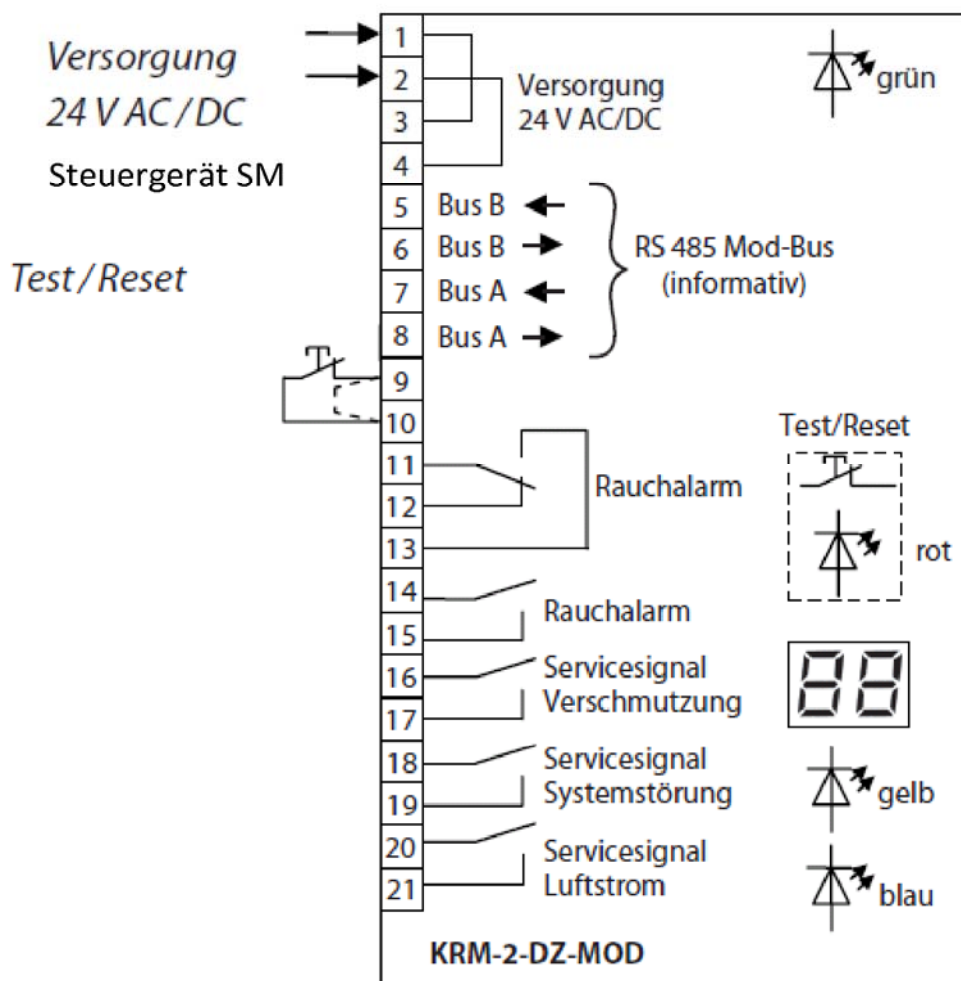 Versorgung
24 V AC/DC
Steuergerät SM
Test/Reset
1
2
3
4
5
6
7
8
9
10
11
12
13
14
15
16
17
18
19
20
21
Versorgung
24 V AC/DC
Bus B
Bus B
Bus A
Bus A
RS 485 Mod-Bus
(informativ)
Rauchalarm
Rauchalarm
Servicesignal
Verschmutzung
Servicesignal
Systemstörung
Servicesignal
Luftstrom
grün
Test/Reset
rot
88
gelb
blau
KRM-2-DZ-MOD